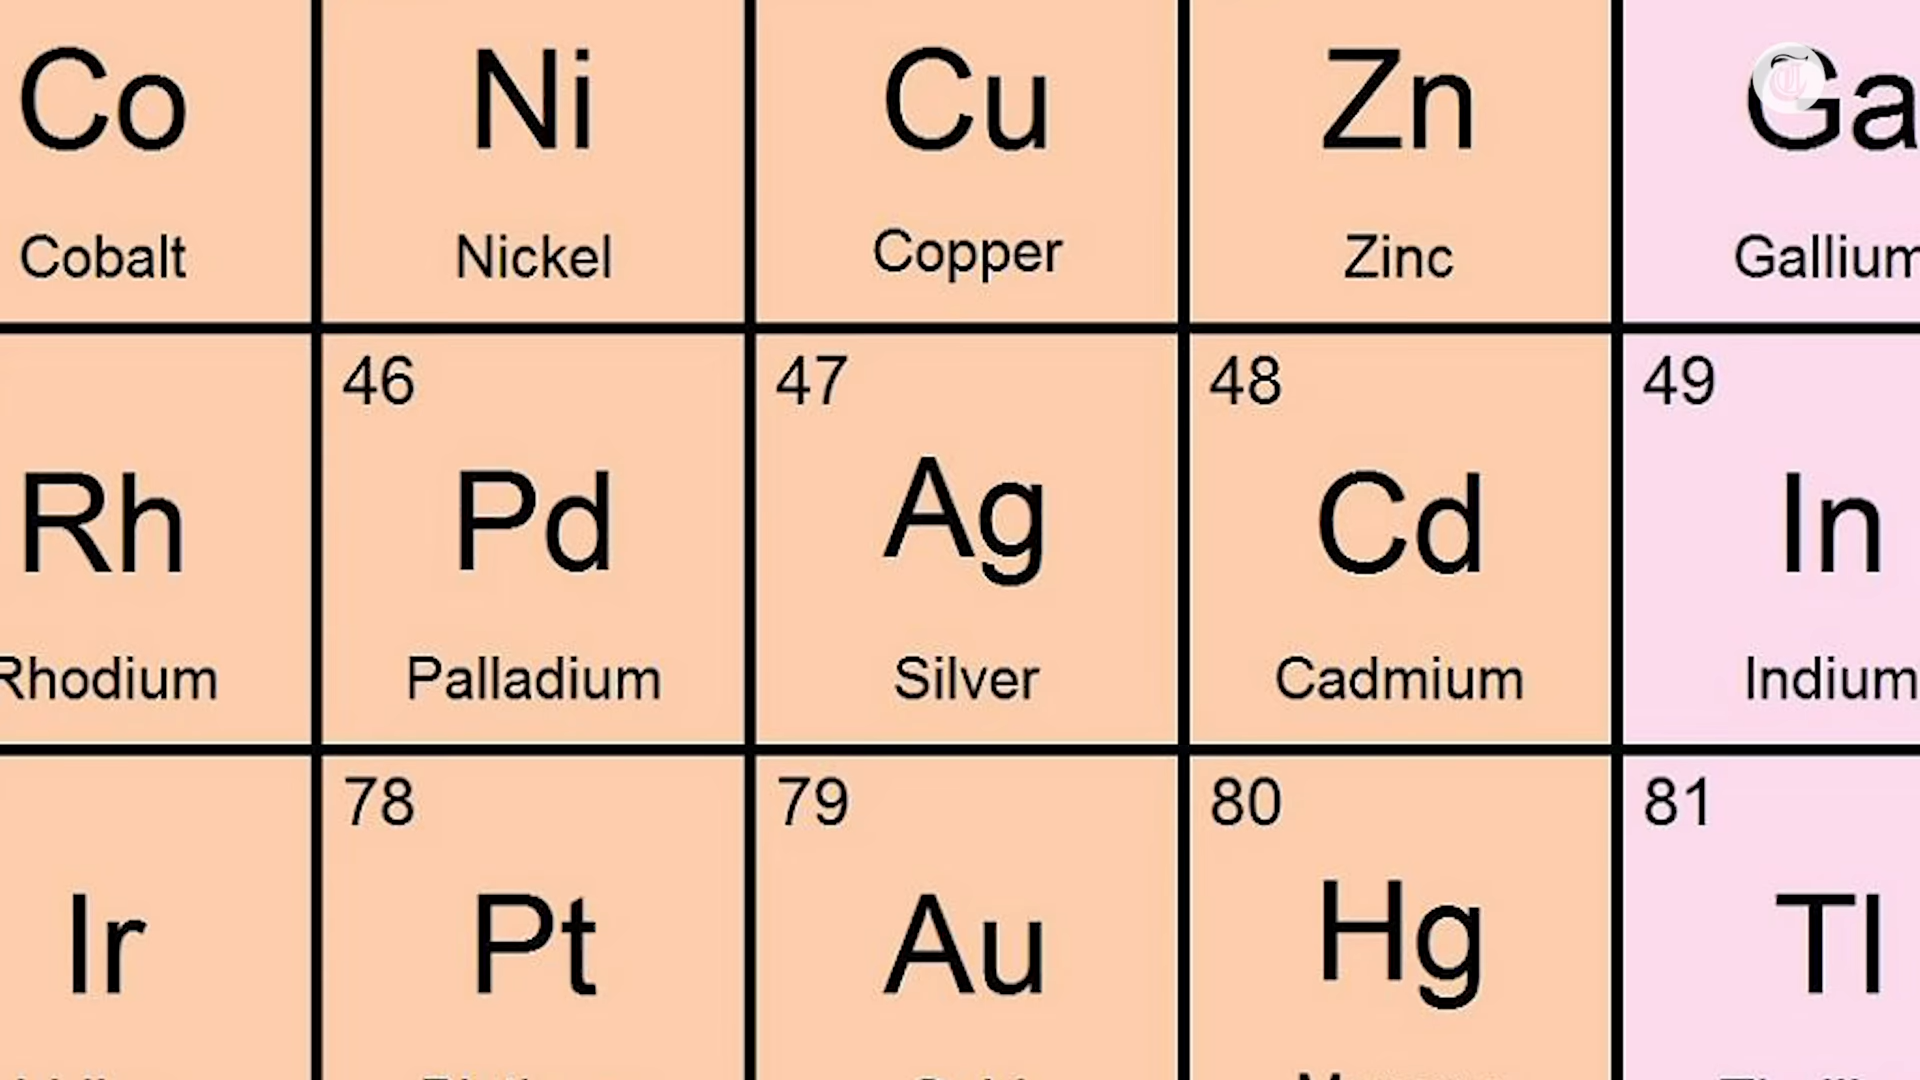 Co Ni Cu Zn Ga
Cobalt Nickel Copper Zinc Gallium
46 47 48 49
Rh Pd Ag Cd In
Rhodium Palladium Silver Cadmium Indium
78 79 80 81
Ir Pt Au Hg Tl